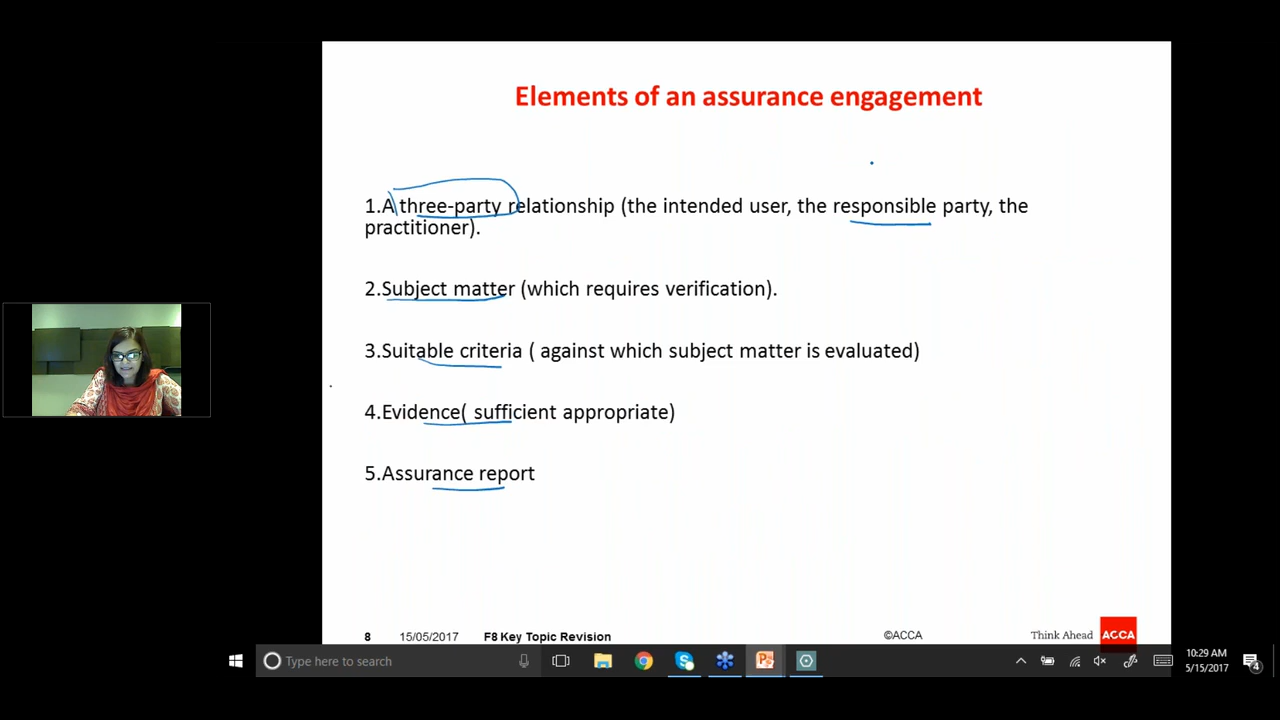 Elements of an assurance engagement
1.A three-party relationship (the intended user, the responsible party, the
practitioner).
2.Subject matter (which requires verification).
3.Suitable criteria ( against which subject matter is evaluated)
4.Evidence( sufficient appropriate)
5.Assurance report
8 15/05/2017 F8 Key Topic Revision ©ACCA Think Ahead ACCA
Type here to search
10:29 AM
5/15/2017
4